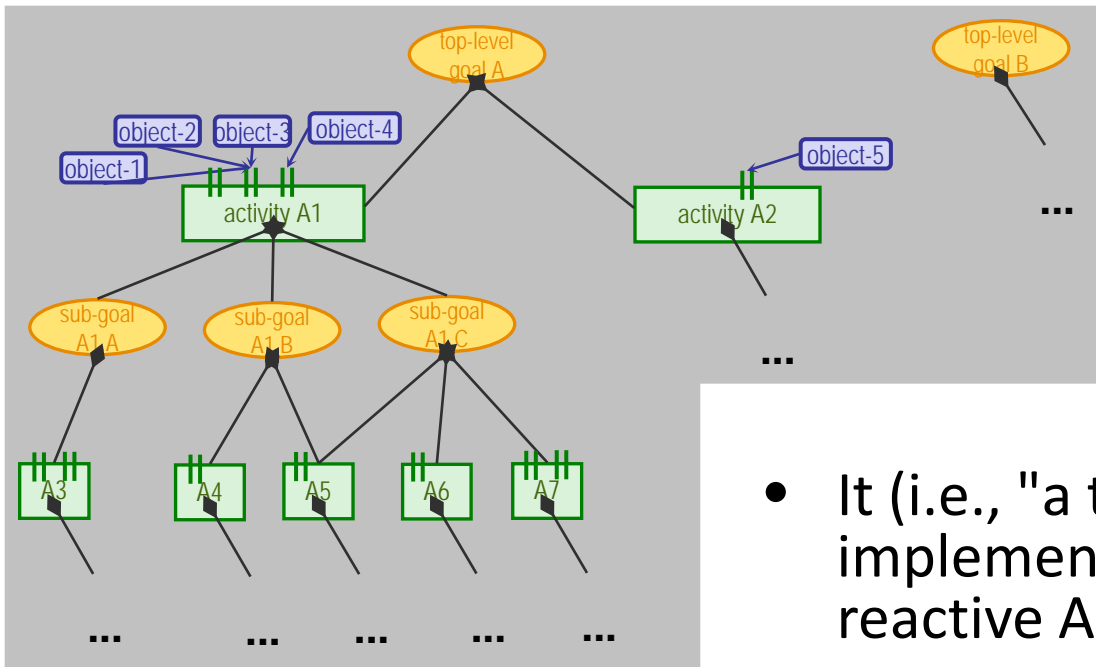 top-level
goal A
top-level
goal B
object-2
object-3
object-4
object-1
object-5
activity A1
activity A2
...
sub-goal
A1.A
sub-goal
A1.B
sub-goal
A1.C
...
A3
A4
A5
A6
A7
... ... ... ... ...
• It (i.e., "a t
implemen
reactive A